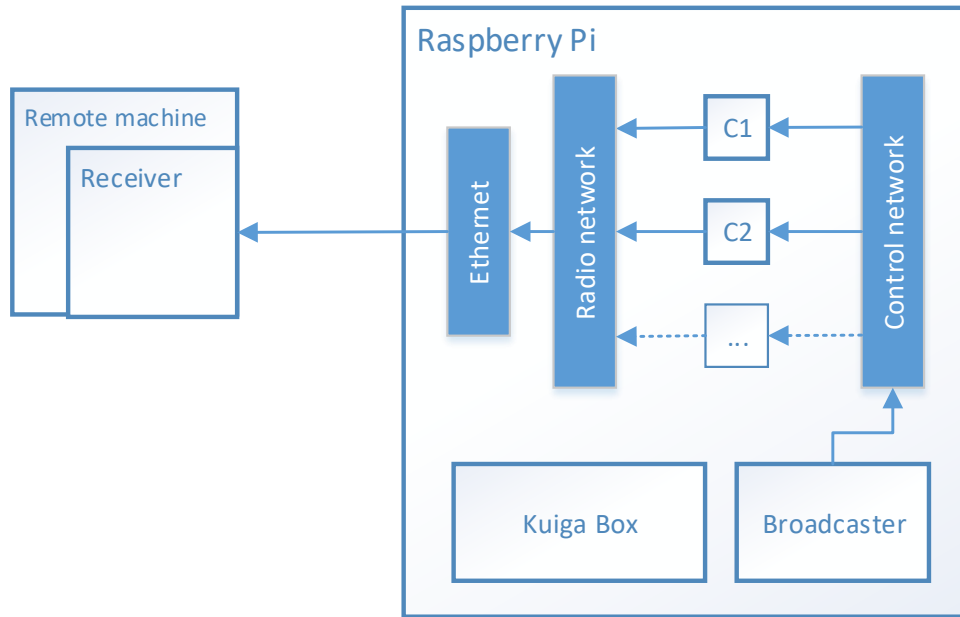 Raspberry Pi
Remote machine
Receiver
Ethernet
Radio network
C1
C2
...
Control network
Kuiga Box
Broadcaster